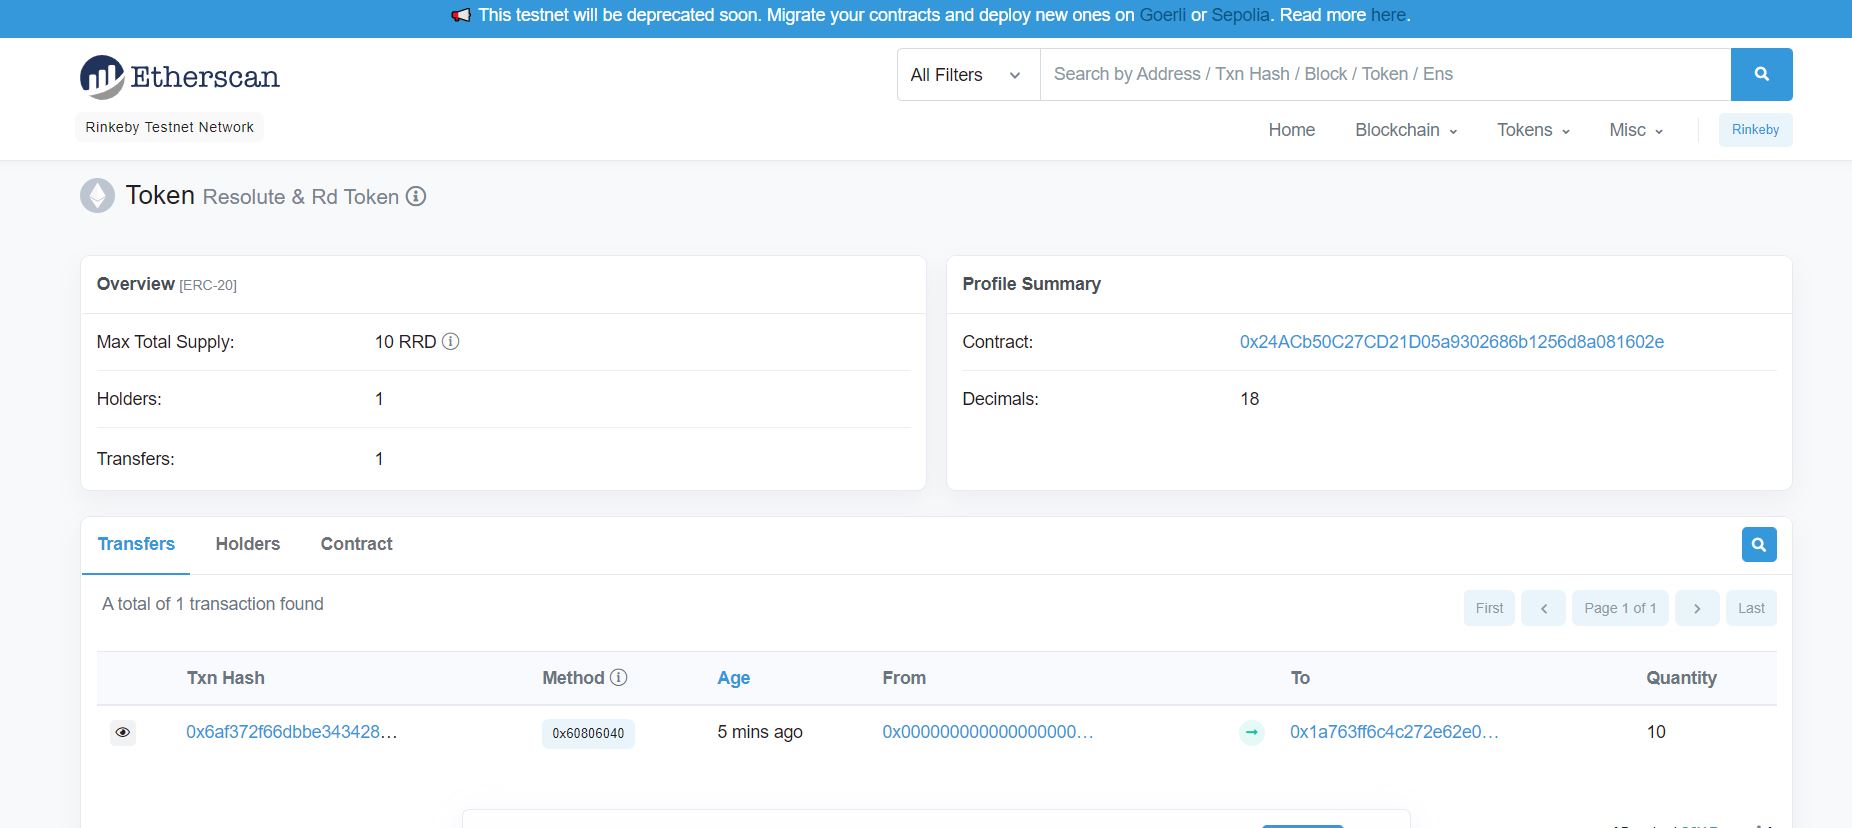 This testnet will be deprecated soon. Migrate your contracts and deploy new ones on Goerli or Sepolia. Read more here.
Etherscan
All Filters
Search by Address / Txn Hash / Block / Token / Ens
Rinkeby Testnet Network
Home Blockchain Tokens Misc Rinkeby
Token Resolute & Rd Token
Overview [ERC-20]
Max Total Supply: 10 RRD
Holders: 1
Transfers: 1
Profile Summary
Contract: 0x24ACb50C27CD21D05a9302686b1256d8a081602e
Decimals: 18
Transfers Holders Contract
A total of 1 transaction found
First Page 1 of 1 Last
Txn Hash Method Age From To Quantity
0x6af372f66dbbe343428... 0x60806040 5 mins ago 0x000000000000000000... 0x1a763ff6c4c272e62e0... 10